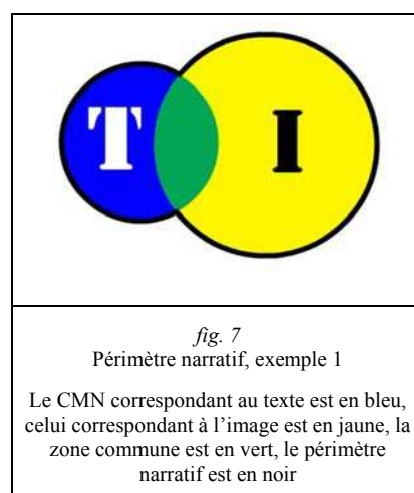 T I
fig. 7
Périmètre narratif, exemple 1
Le CMN correspondant au texte est en bleu,
celui correspondant à l’image est en jaune, la
zone commune est en vert, le périmètre
narratif est en noir